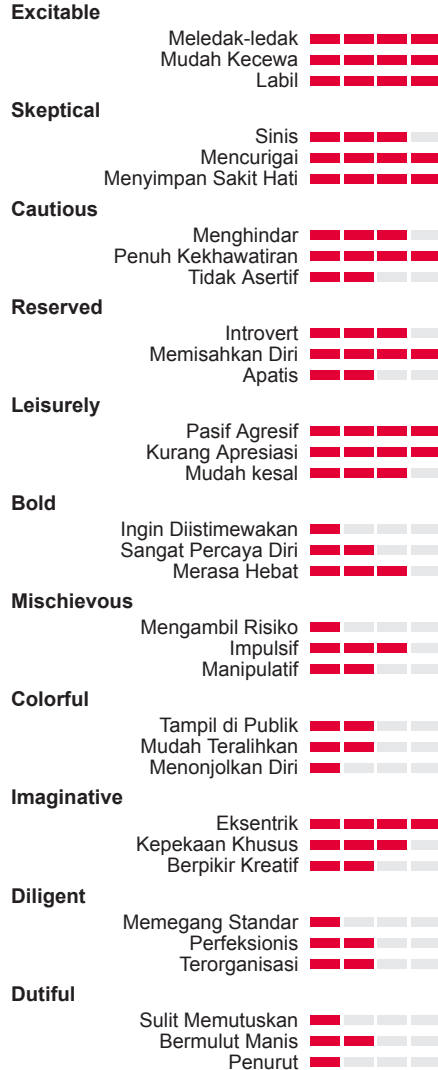 Excitable
Meledak-ledak
Mudah Kecewa
Labil
Skeptical
Sinis
Mencurigai
Menyimpan Sakit Hati
Cautious
Menghindar
Penuh Kekhawatiran
Tidak Asertif
Reserved
Introvert
Memisahkan Diri
Apatis
Leisurely
Pasif Agresif
Kurang Apresiasi
Mudah kesal
Bold
Ingin Diistimewakan
Sangat Percaya Diri
Merasa Hebat
Mischievous
Mengambil Risiko
Impulsif
Manipulatif
Colorful
Tampil di Publik
Mudah Teralihkan
Menonjolkan Diri
Imaginative
Eksentrik
Kepekaan Khusus
Berpikir Kreatif
Diligent
Memegang Standar
Perfeksionis
Terorganisasi
Dutiful
Sulit Memutuskan
Bermulut Manis
Penurut